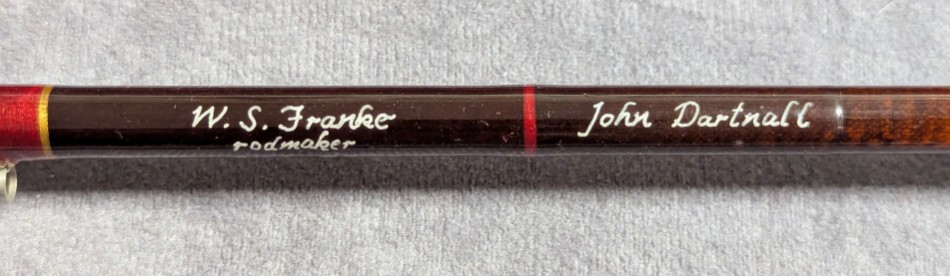 W. S. Franke
rodmaker
John Dartnall